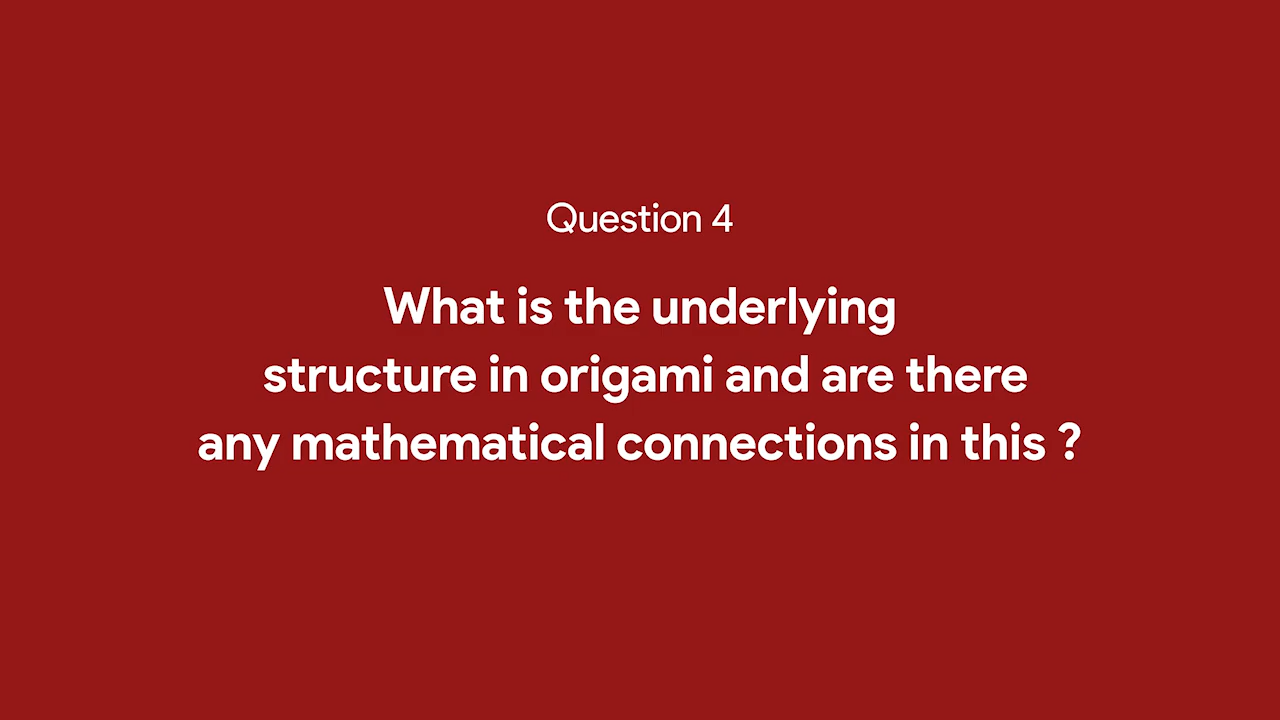 Question 4
What is the underlying
structure in origami and are there
any mathematical connections in this ?